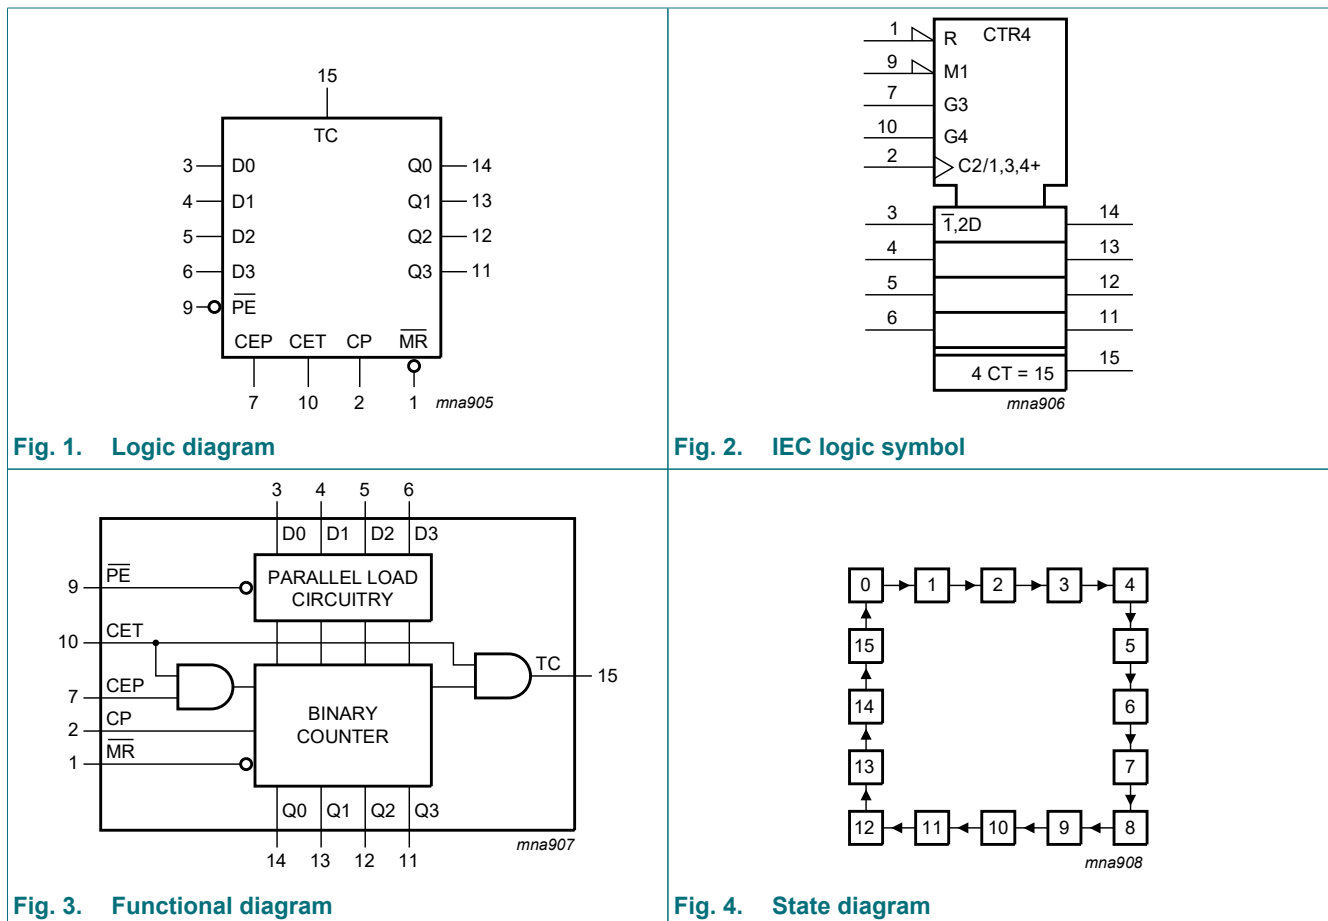 15
TC
3 D0 Q0 14
4 D1 Q1 13
5 D2 Q2 12
6 D3 Q3 11
9 P̅E̅
CEP CET CP M̅R̅
7 10 2 1 mna905
Fig. 1. Logic diagram
1 R CTR4
9 M1
7 G3
10 G4
2 C2/1,3,4+
3 1̅,2D 14
4 13
5 12
6 11
4 CT = 15 15
mna906
Fig. 2. IEC logic symbol
3 4 5 6
D0 D1 D2 D3
9 P̅E̅ PARALLEL LOAD
CIRCUITRY
10 CET
TC 15
7 CEP
2 CP BINARY
COUNTER
1 M̅R̅
Q0 Q1 Q2 Q3
mna907
14 13 12 11
Fig. 3. Functional diagram
0 1 2 3 4
15 5
14 6
13 7
12 11 10 9 8
mna908
Fig. 4. State diagram